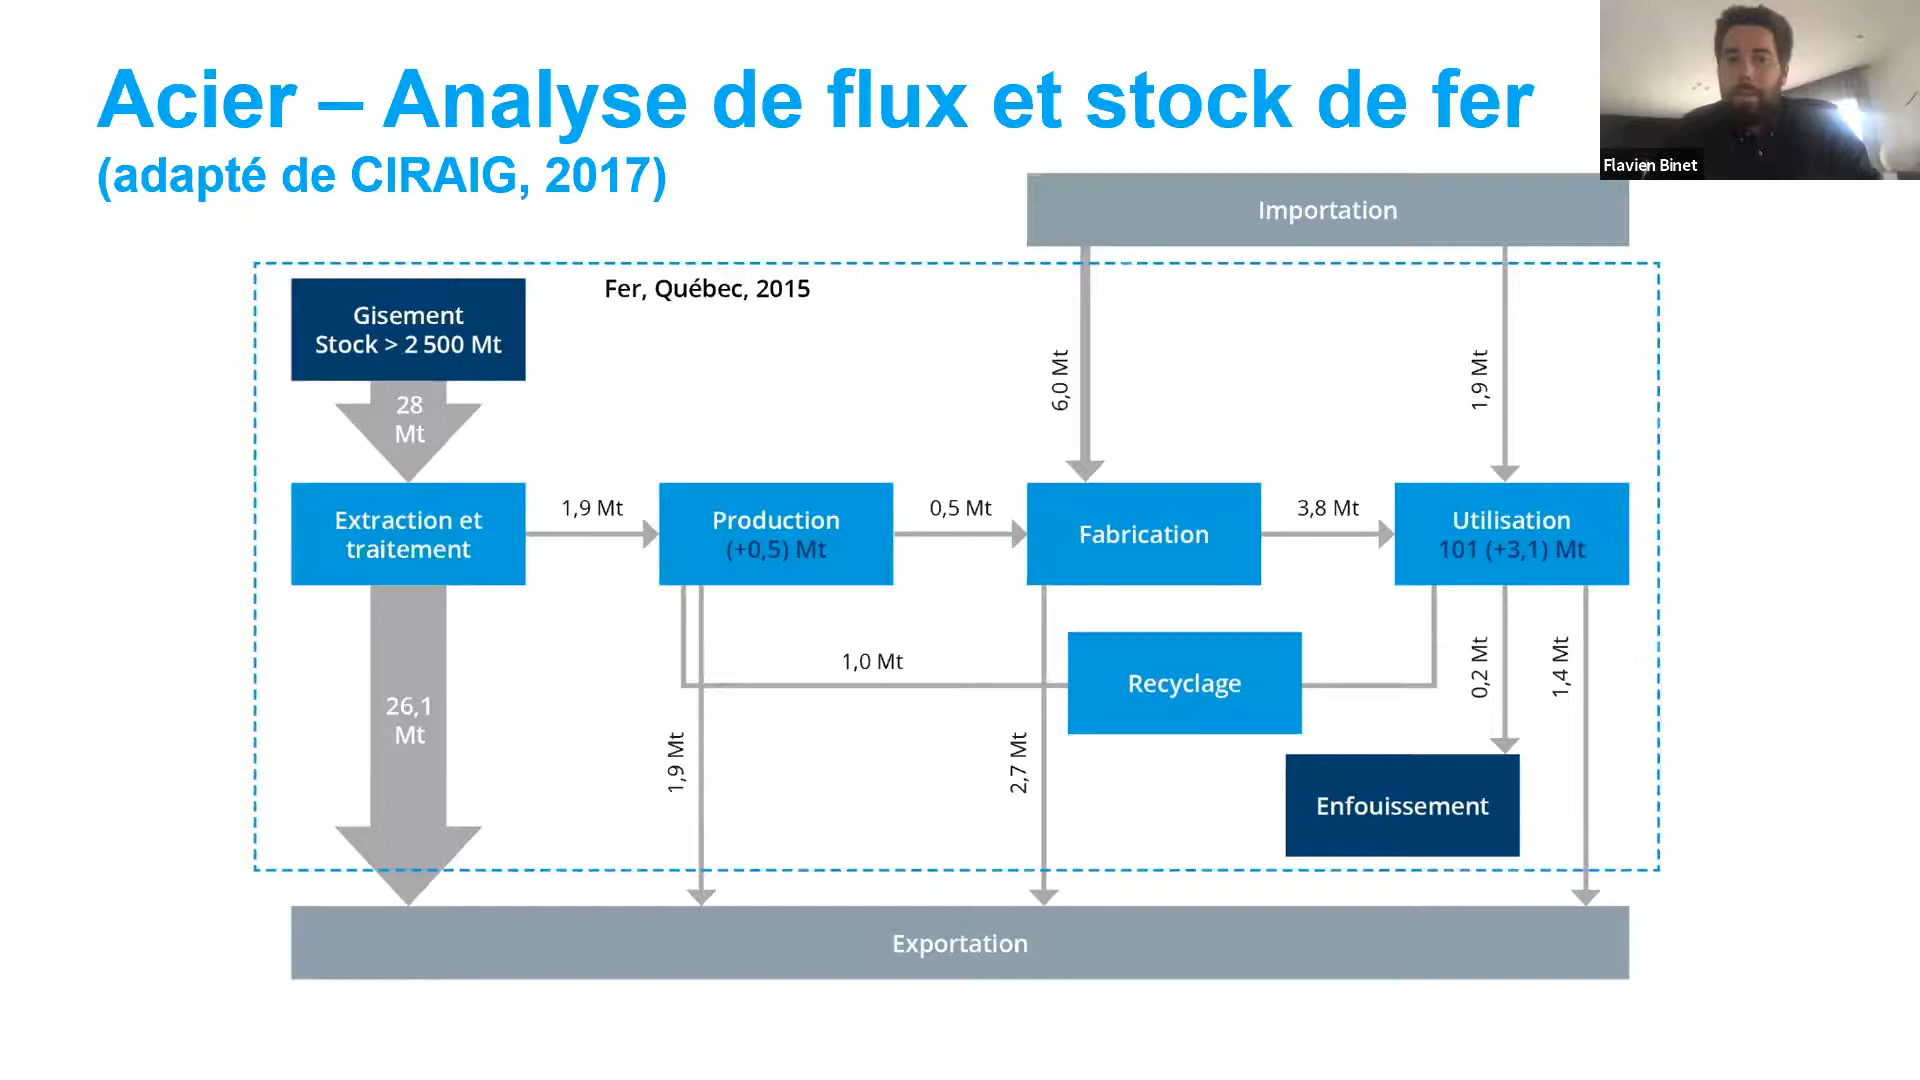 Acier – Analyse de flux et stock de fer
(adapté de CIRAIG, 2017)
Flavien Binet
Importation
Fer, Québec, 2015
Gisement
Stock > 2 500 Mt
28
Mt
6,0 Mt
1,9 Mt
Extraction et
traitement
1,9 Mt
Production
(+0,5) Mt
0,5 Mt
Fabrication
3,8 Mt
Utilisation
101 (+3,1) Mt
26,1
Mt
1,0 Mt
Recyclage
0,2 Mt
1,4 Mt
1,9 Mt
2,7 Mt
Enfouissement
Exportation